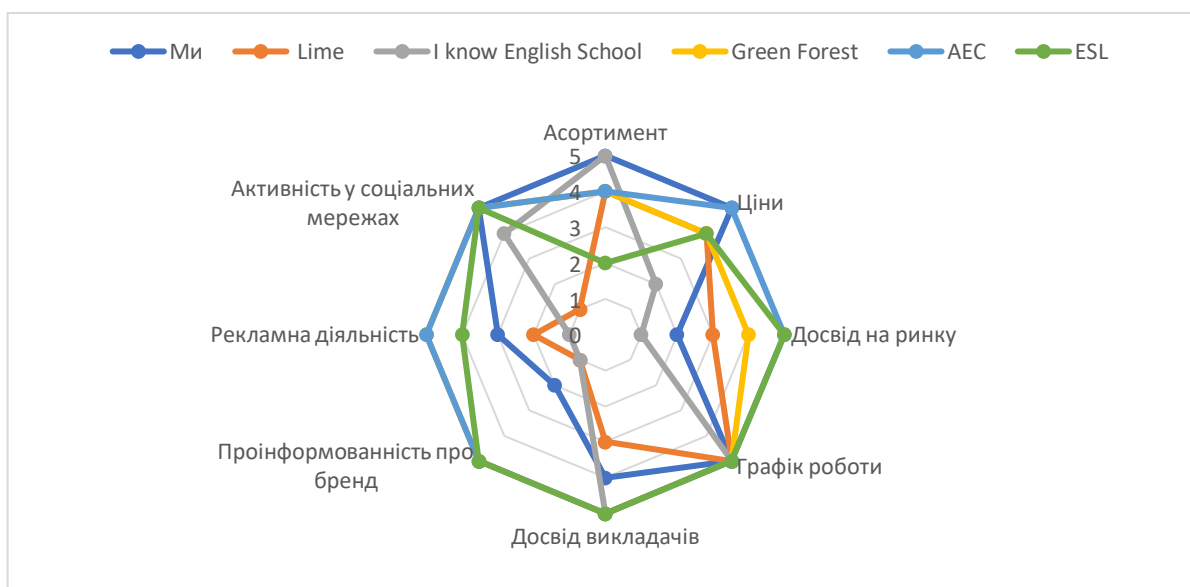 Ми Lime I know English School Green Forest AEC ESL
Асортимент
Ціни
Досвід на ринку
Графік роботи
Досвід викладачів
Проінформованність про
бренд
Рекламна діяльність
Активність у соціальних
мережах
5
4
3
2
1
0